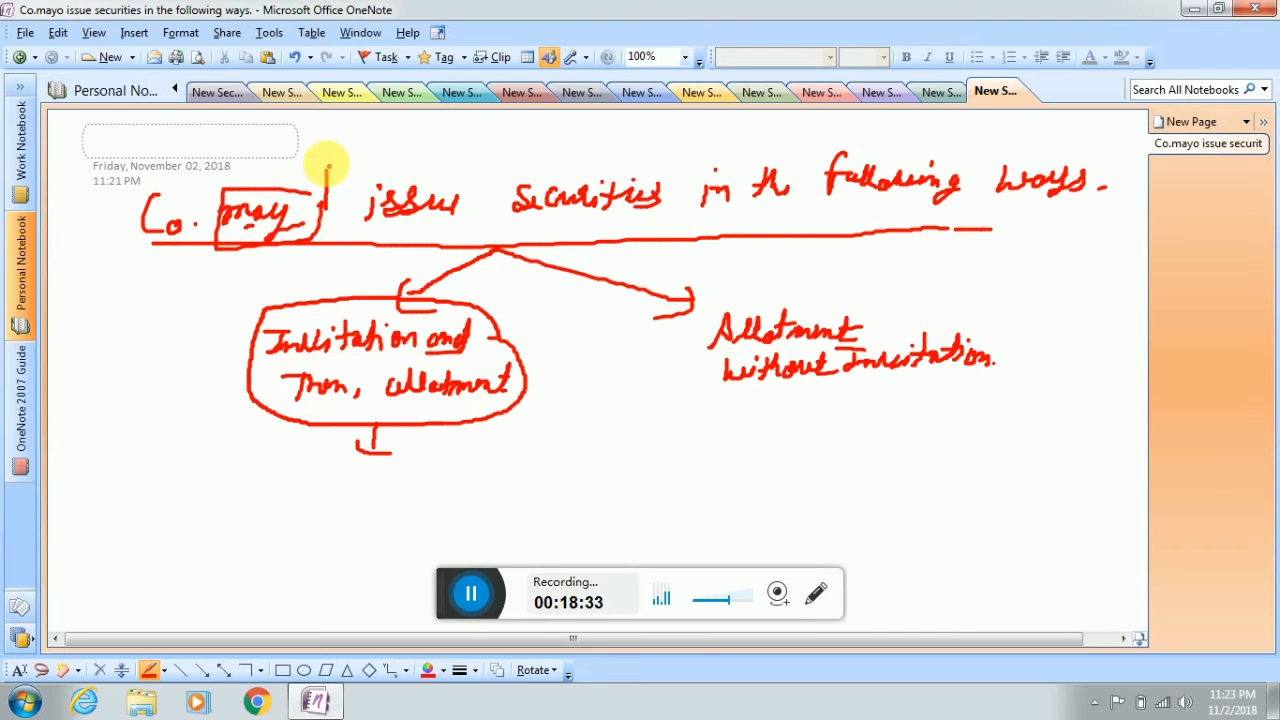 Co.mayo issue securities in the following ways. - Microsoft Office OneNote
File Edit View Insert Format Share Tools Table Window Help
New Task Tag Clip 100% B I U
Personal No... New Sec... New S... New S... New S... New S... New S... New S... New S... New S... New S... New S... New S... New S... New S... Search All Notebooks
Work Notebook
Personal Notebook
OneNote 2007 Guide
New Page
Co.mayo issue securit
Friday, November 02, 2018
11:21 PM
Co. may issue securities in the following ways.
Invitation and
Then, allotment
Allotment
without Invitation.
Recording...
00:18:33
Rotate
11:23 PM
11/2/2018